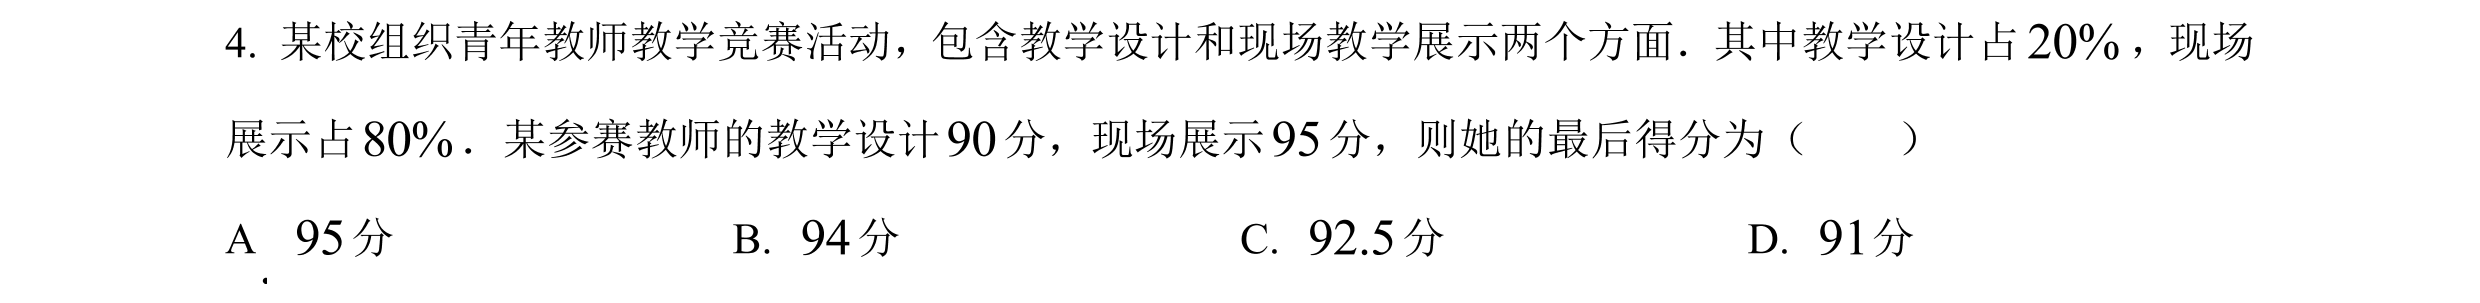 4. 某校组织青年教师教学竞赛活动，包含教学设计和现场教学展示两个方面．其中教学设计占20%，现场
展示占80%．某参赛教师的教学设计90分，现场展示95分，则她的最后得分为（　　）
A 95分 B. 94分 C. 92.5分 D. 91分